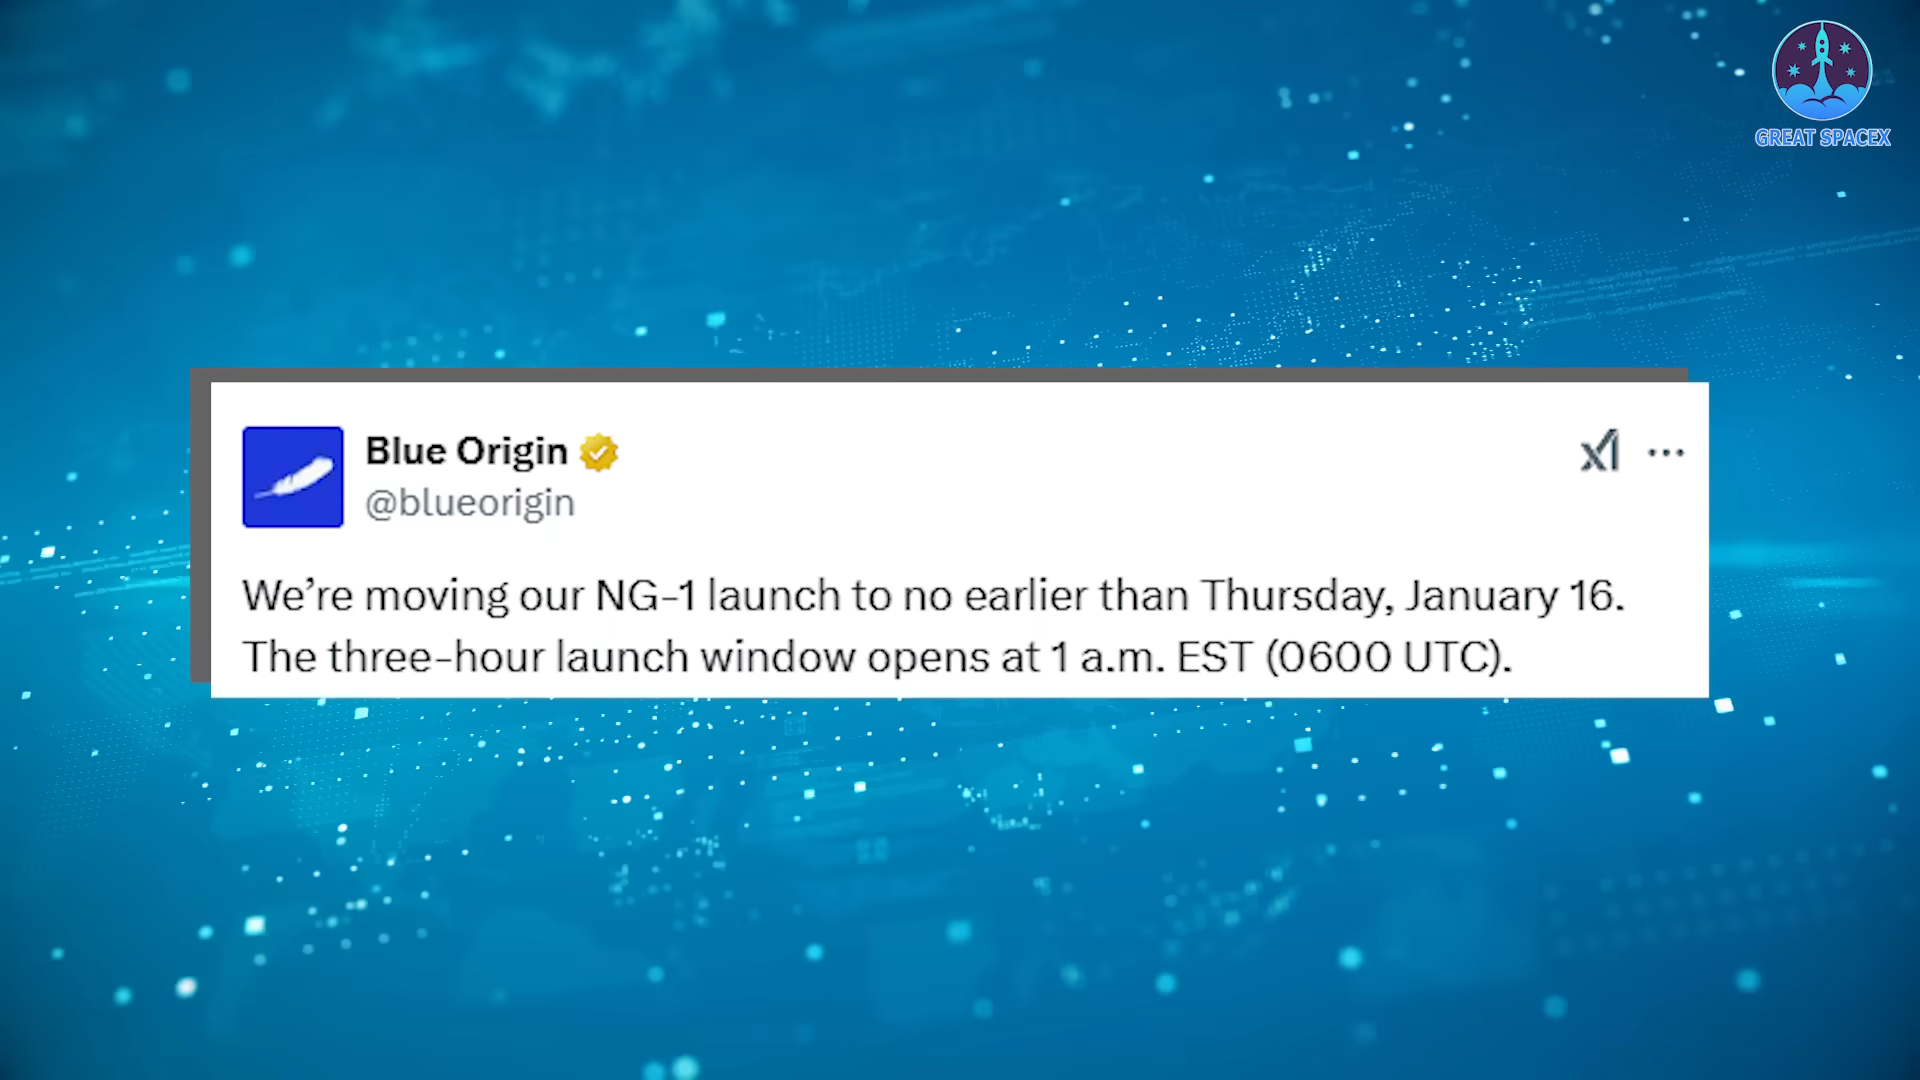 GREAT SPACEX
Blue Origin
@blueorigin
We’re moving our NG-1 launch to no earlier than Thursday, January 16.
The three-hour launch window opens at 1 a.m. EST (0600 UTC).